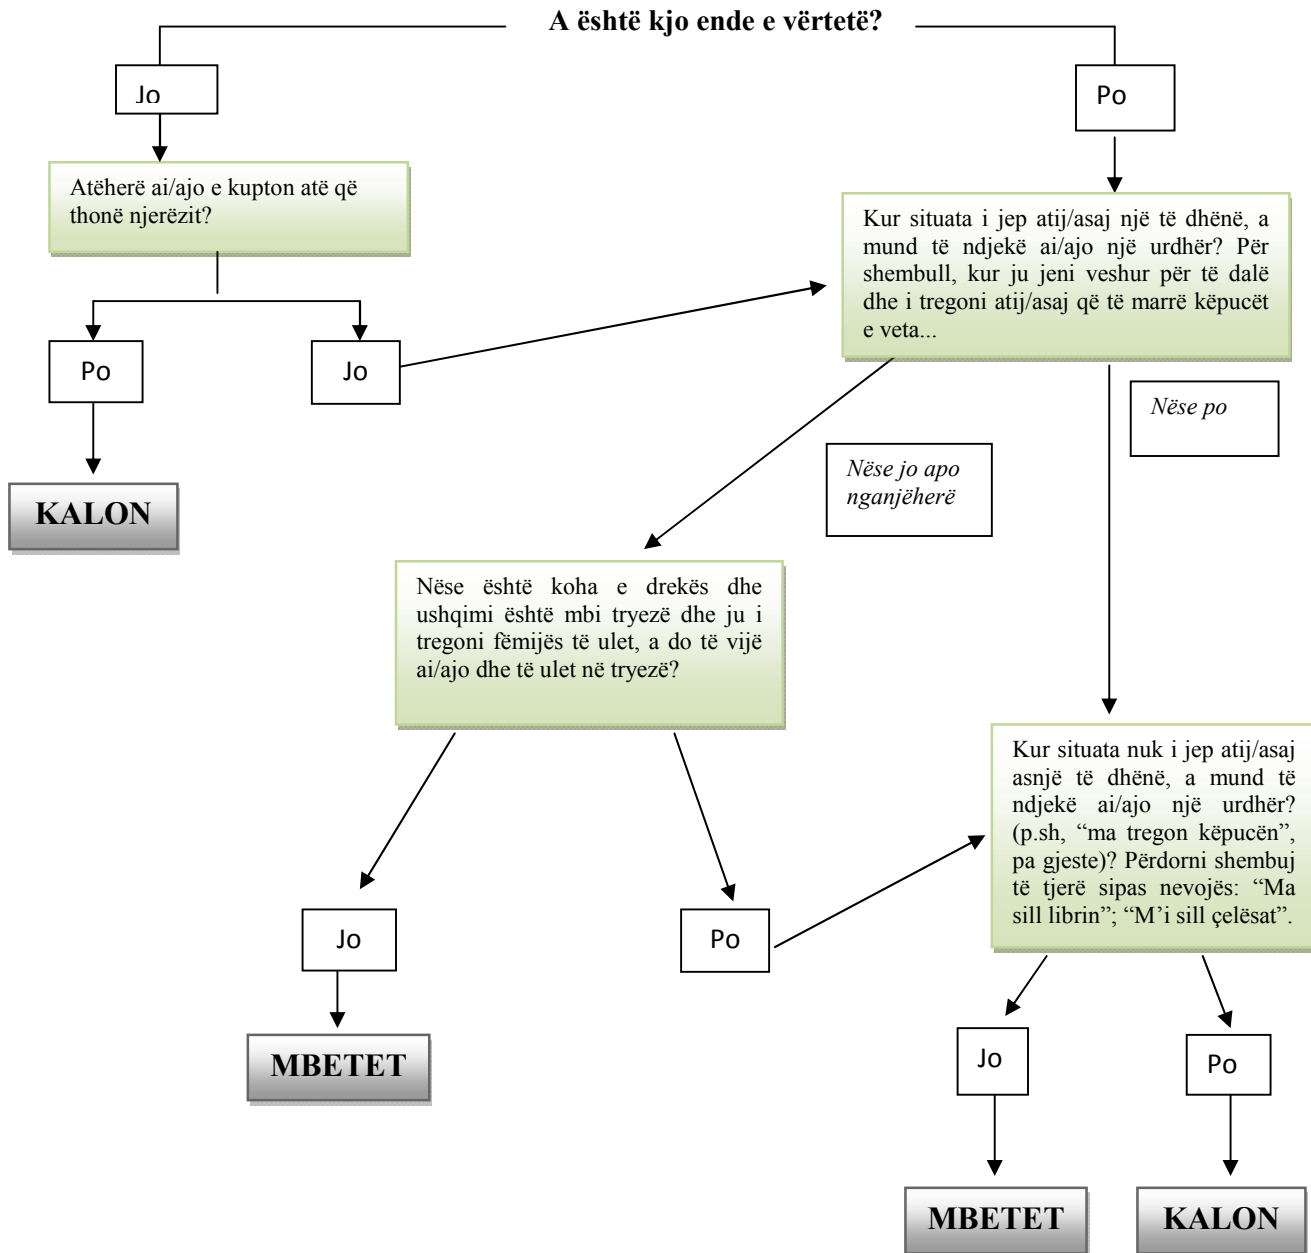 A është kjo ende e vërtetë?
Jo
Po
Atëherë ai/ajo e kupton atë që
thonë njerëzit?
Kur situata i jep atij/asaj një të dhënë, a
mund të ndjekë ai/ajo një urdhër? Për
shembull, kur ju jeni veshur për të dalë
dhe i tregoni atij/asaj që të marrë këpucët
e veta...
Po
Jo
Nëse po
Nëse jo apo
nganjëherë
KALON
Nëse është koha e drekës dhe
ushqimi është mbi tryezë dhe ju i
tregoni fëmijës të ulet, a do të vijë
ai/ajo dhe të ulet në tryezë?
Kur situata nuk i jep atij/asaj
asnjë të dhënë, a mund të
ndjekë ai/ajo një urdhër?
(p.sh, “ma tregon këpucën”,
pa gjeste)? Përdorni shembuj
të tjerë sipas nevojës: “Ma
sill librin”; “M’i sill çelësat”.
Jo
Po
MBETET
Jo
Po
MBETET
KALON